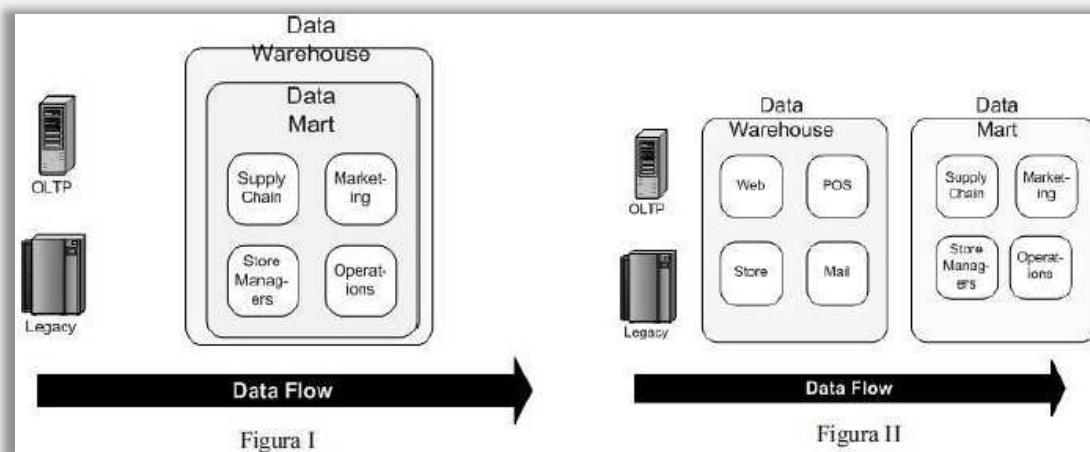 Data
Warehouse
Data
Mart
Supply
Chain
Market-
ing
Store
Manag-
ers
Operat-
ions
OLTP
Legacy
Data Flow
Figura I
Data
Warehouse
Web
POS
Store
Mail
Data
Mart
Supply
Chain
Market-
ing
Store
Manag-
ers
Operat-
ions
OLTP
Legacy
Data Flow
Figura II